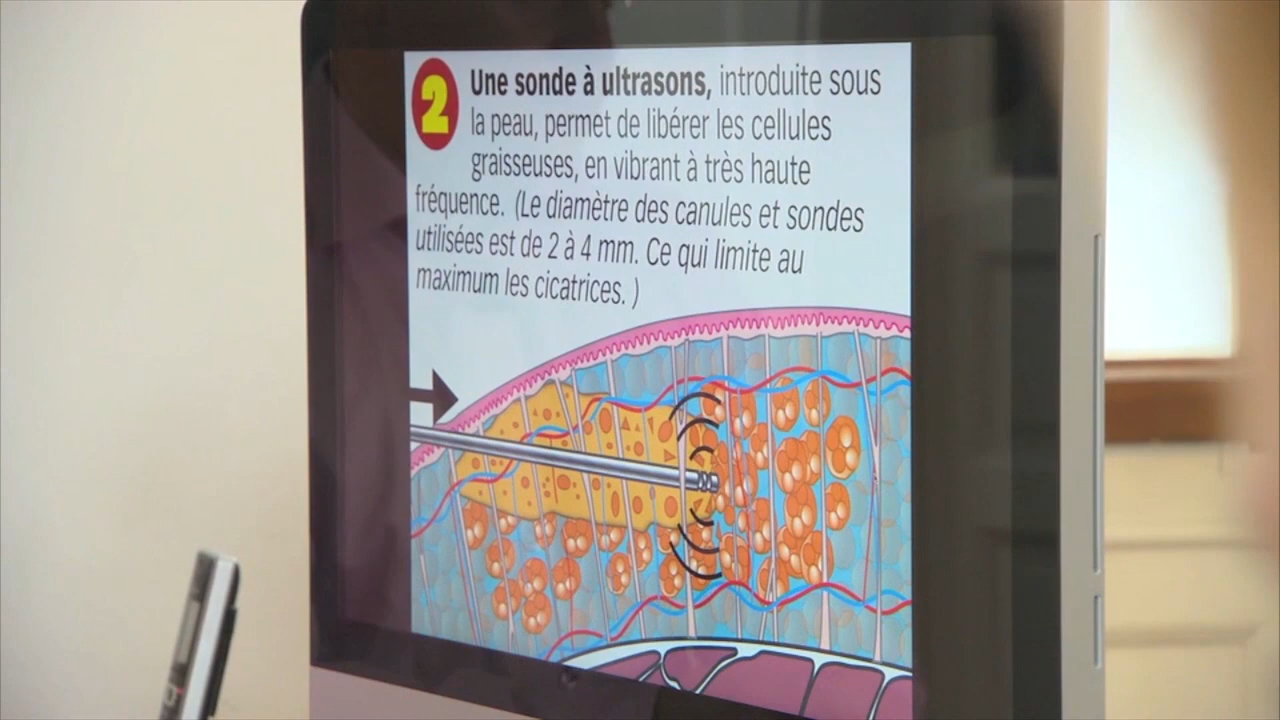 2 Une sonde à ultrasons, introduite sous
la peau, permet de libérer les cellules
graisseuses, en vibrant à très haute
fréquence. (Le diamètre des canules et sondes
utilisées est de 2 à 4 mm. Ce qui limite au
maximum les cicatrices. )